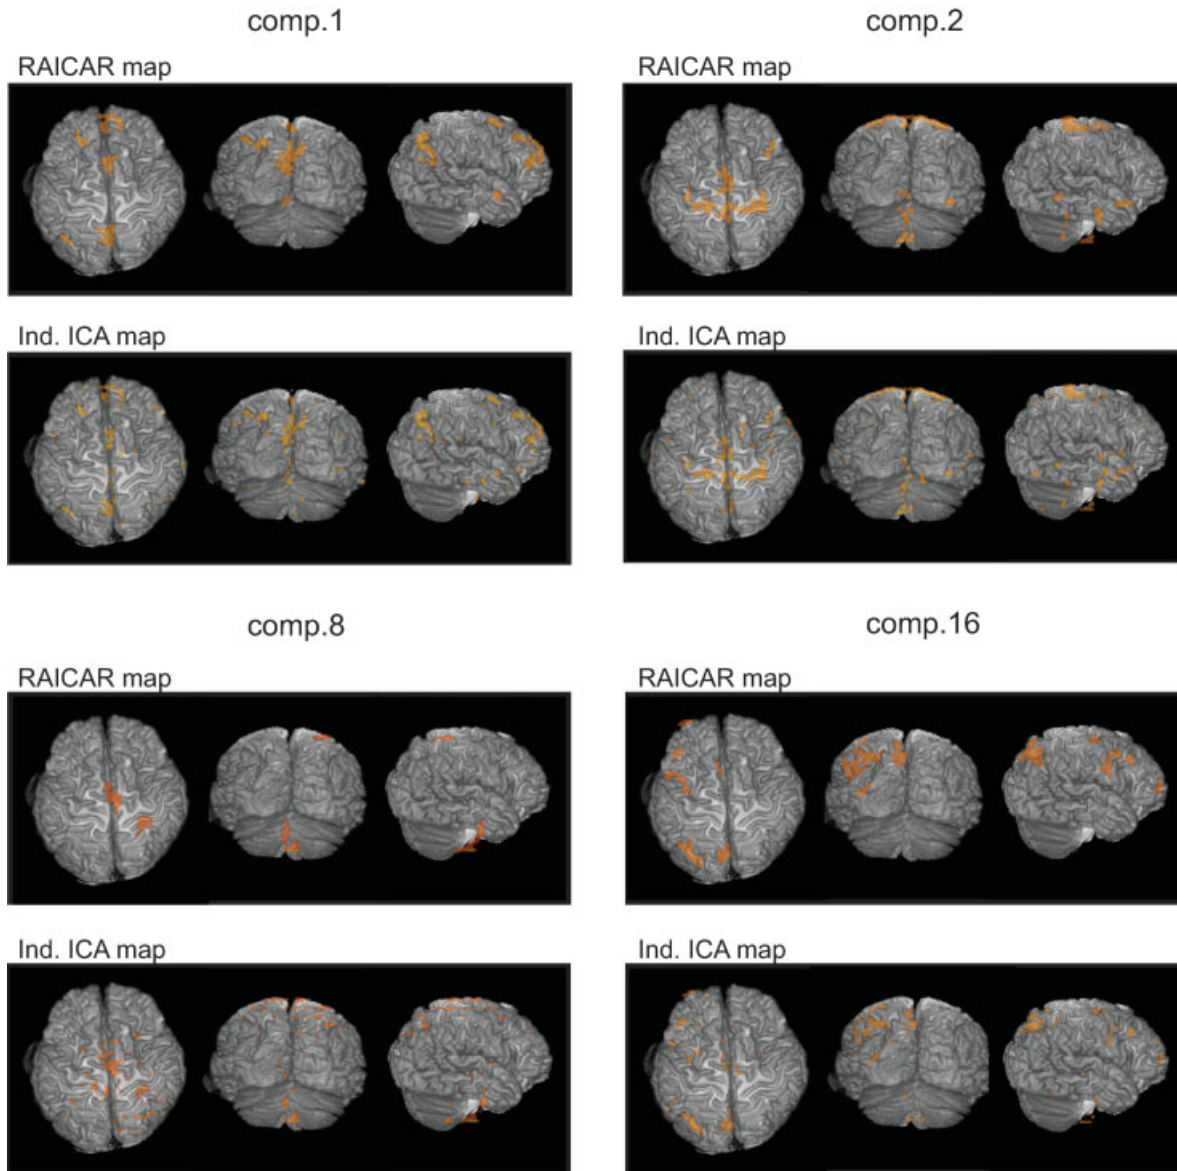 comp.1
RAICAR map
Ind. ICA map
comp.2
RAICAR map
Ind. ICA map
comp.8
RAICAR map
Ind. ICA map
comp.16
RAICAR map
Ind. ICA map